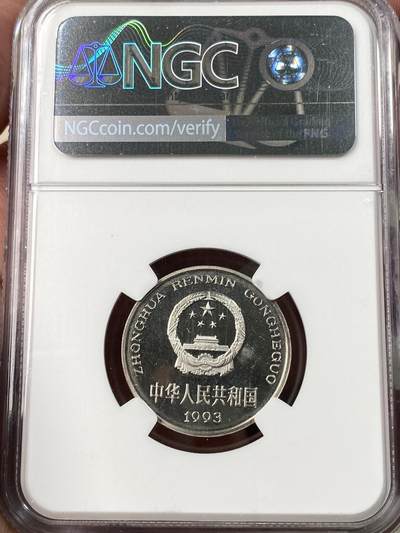 NGC
NGCcoin.com/verify
ZHONGHUA RENMIN GONGHEGUO
中华人民共和国
1993